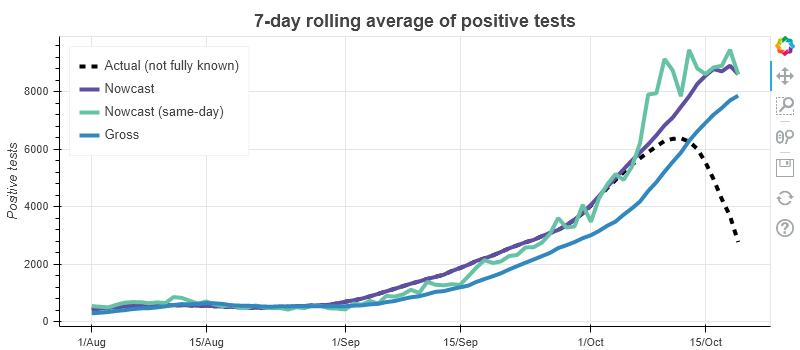 7-day rolling average of positive tests
Actual (not fully known)
Nowcast
Nowcast (same-day)
Gross
Positive tests
8000
6000
4000
2000
0
1/Aug
15/Aug
1/Sep
15/Sep
1/Oct
15/Oct